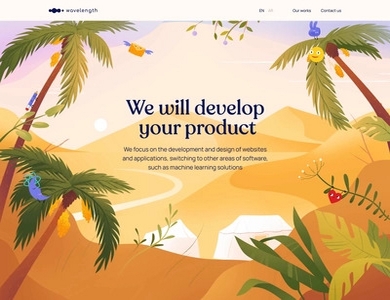 wavelength
EN
Our works
Contact us
We will develop
your product
We focus on the development and design of websites
and applications, switching to other areas of software,
such as machine learning solutions